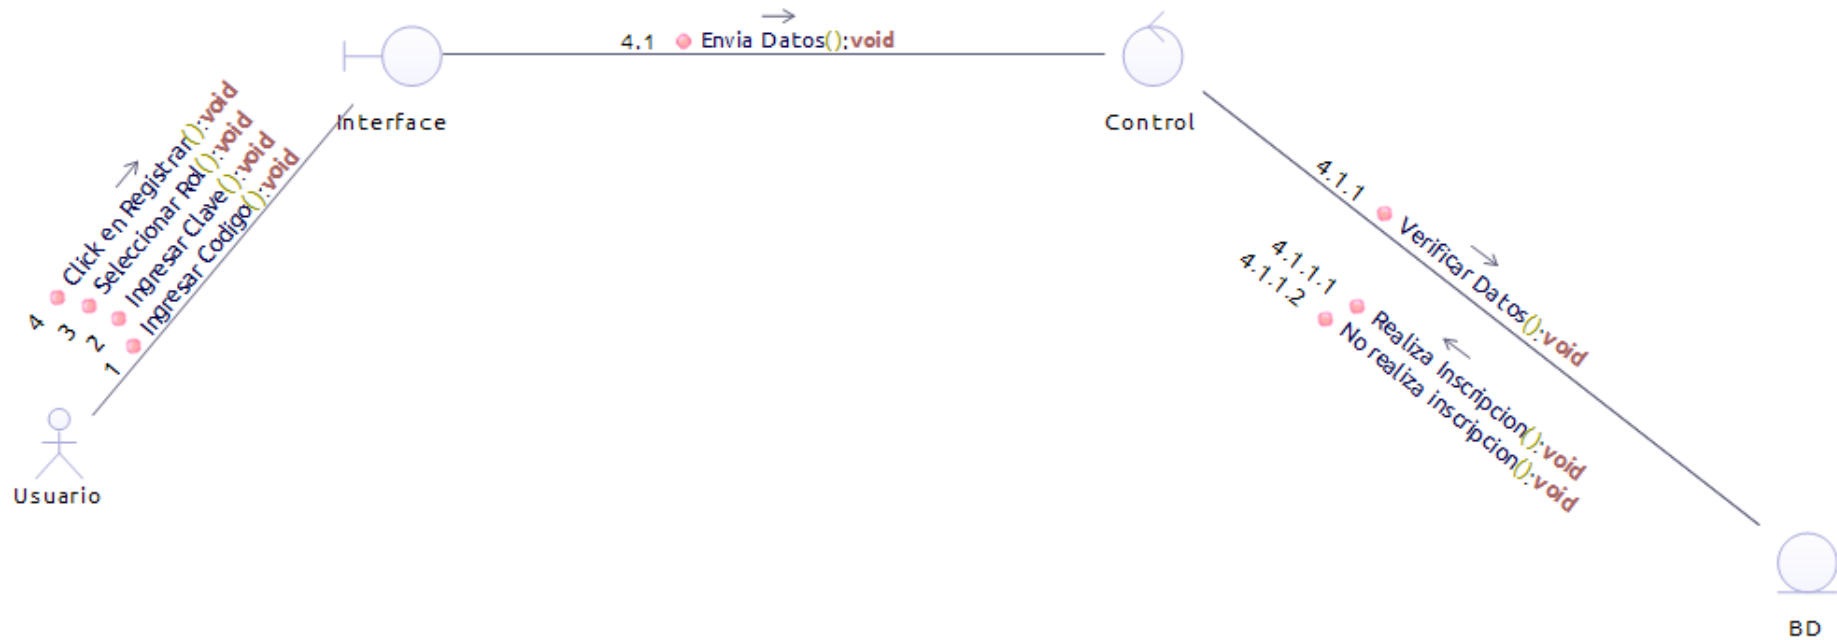 4.1 Envia Datos():void
Interface
Control
4 Click en Registrar():void
3 Seleccionar Rol():void
2 Ingresar Clave():void
1 Ingresar Codigo():void
4.1.1 Verificar Datos():void
4.1.1.1 Realiza Inscripcion():void
4.1.1.2 No realiza inscripcion():void
Usuario
BD